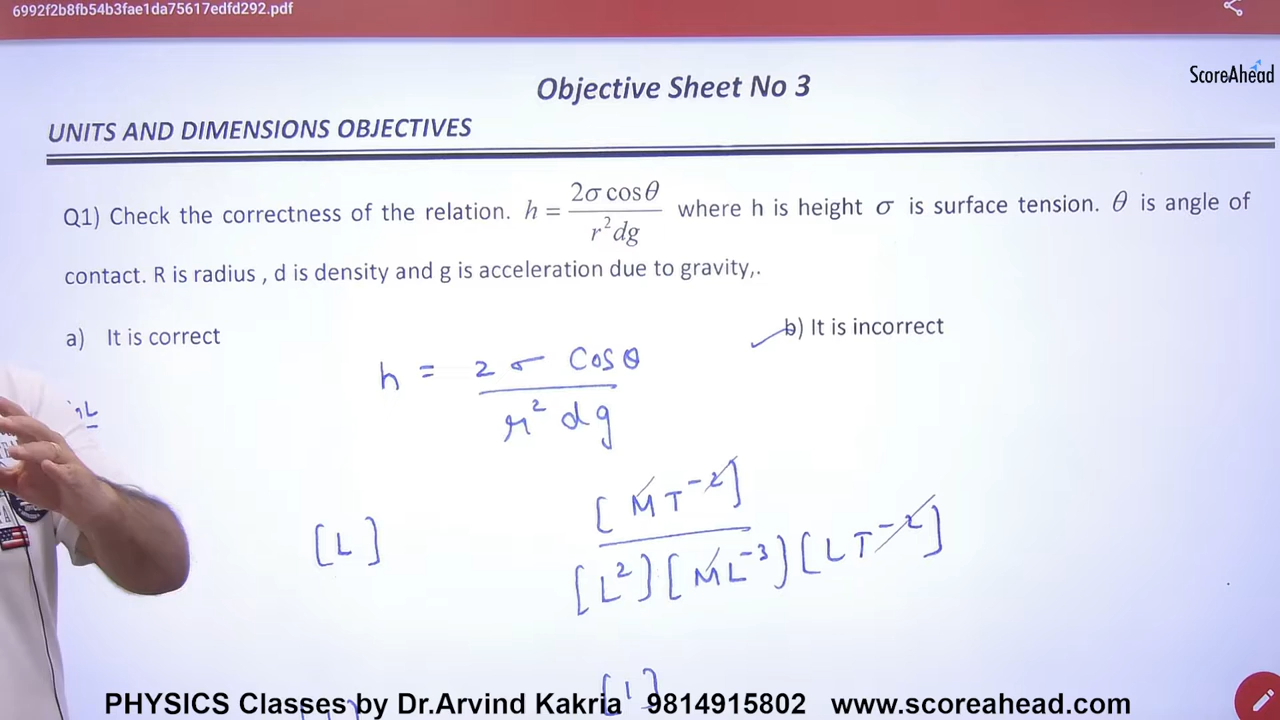 6992f2b8fb54b3fae1da75617edfd292.pdf
ScoreAhead
Objective Sheet No 3
UNITS AND DIMENSIONS OBJECTIVES
Q1) Check the correctness of the relation. h = 2σ cosθ / r²dg where h is height σ is surface tension. θ is angle of
contact. R is radius , d is density and g is acceleration due to gravity,.
a) It is correct
b) It is incorrect
h = 2 σ Cos θ / r² d g
[L] [M T⁻²] / [L²] [M L⁻³] [L T⁻²]
[1]
PHYSICS Classes by Dr.Arvind Kakria 9814915802 www.scoreahead.com